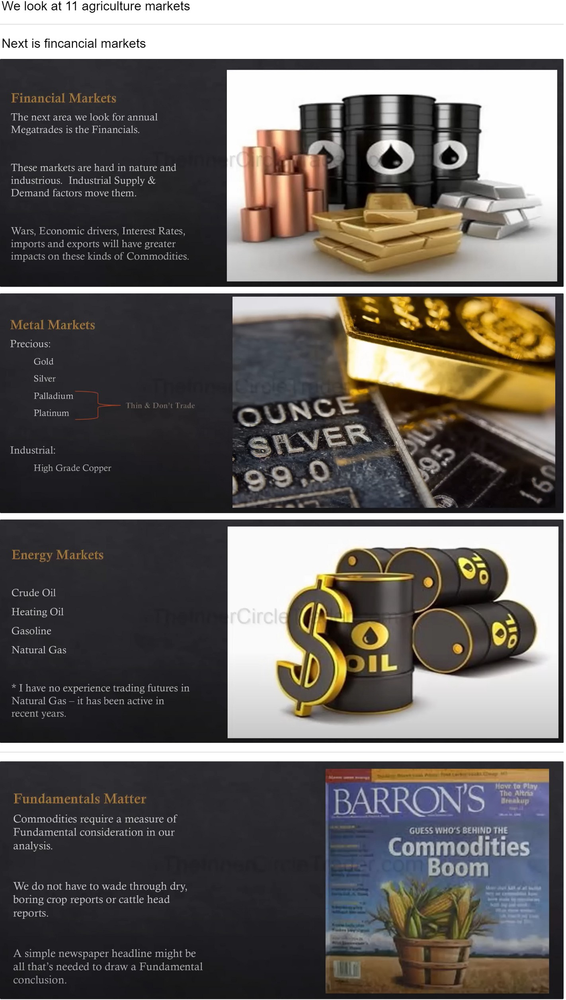 We look at 11 agriculture markets
Next is fincancial markets
Financial Markets
The next area we look for annual
Megatrades is the Financials.
These markets are hard in nature and
industrious.  Industrial Supply &
Demand factors move them.
Wars, Economic drivers, Interest Rates,
imports and exports will have greater
impacts on these kinds of Commodities.
Metal Markets
Precious:
Gold
Silver
Palladium
Platinum
Thin & Don't Trade
Industrial:
High Grade Copper
OUNCE
SILVER
999.0
Energy Markets
Crude Oil
Heating Oil
Gasoline
Natural Gas
* I have no experience trading futures in
Natural Gas – it has been active in
recent years.
OIL
OIL
OIL
TheInnerCircleTrader.com
Fundamentals Matter
Commodities require a measure of
Fundamental consideration in our
analysis.
We do not have to wade through dry,
boring crop reports or cattle head
reports.
A simple newspaper headline might be
all that's needed to draw a Fundamental
conclusion.
BARRON'S
How to Play
The Altria
Breakup
GUESS WHO'S BEHIND THE
Commodities
Boom